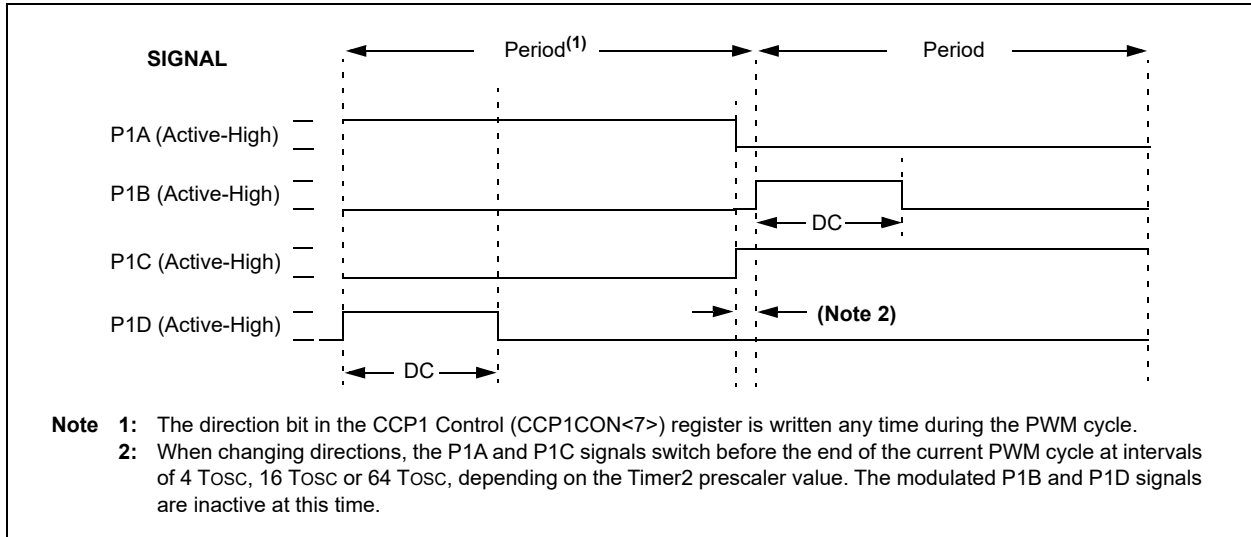 SIGNAL
Period(1)
Period
P1A (Active-High)
P1B (Active-High)
DC
P1C (Active-High)
(Note 2)
P1D (Active-High)
DC
Note 1: The direction bit in the CCP1 Control (CCP1CON<7>) register is written any time during the PWM cycle.
2: When changing directions, the P1A and P1C signals switch before the end of the current PWM cycle at intervals
of 4 TOSC, 16 TOSC or 64 TOSC, depending on the Timer2 prescaler value. The modulated P1B and P1D signals
are inactive at this time.